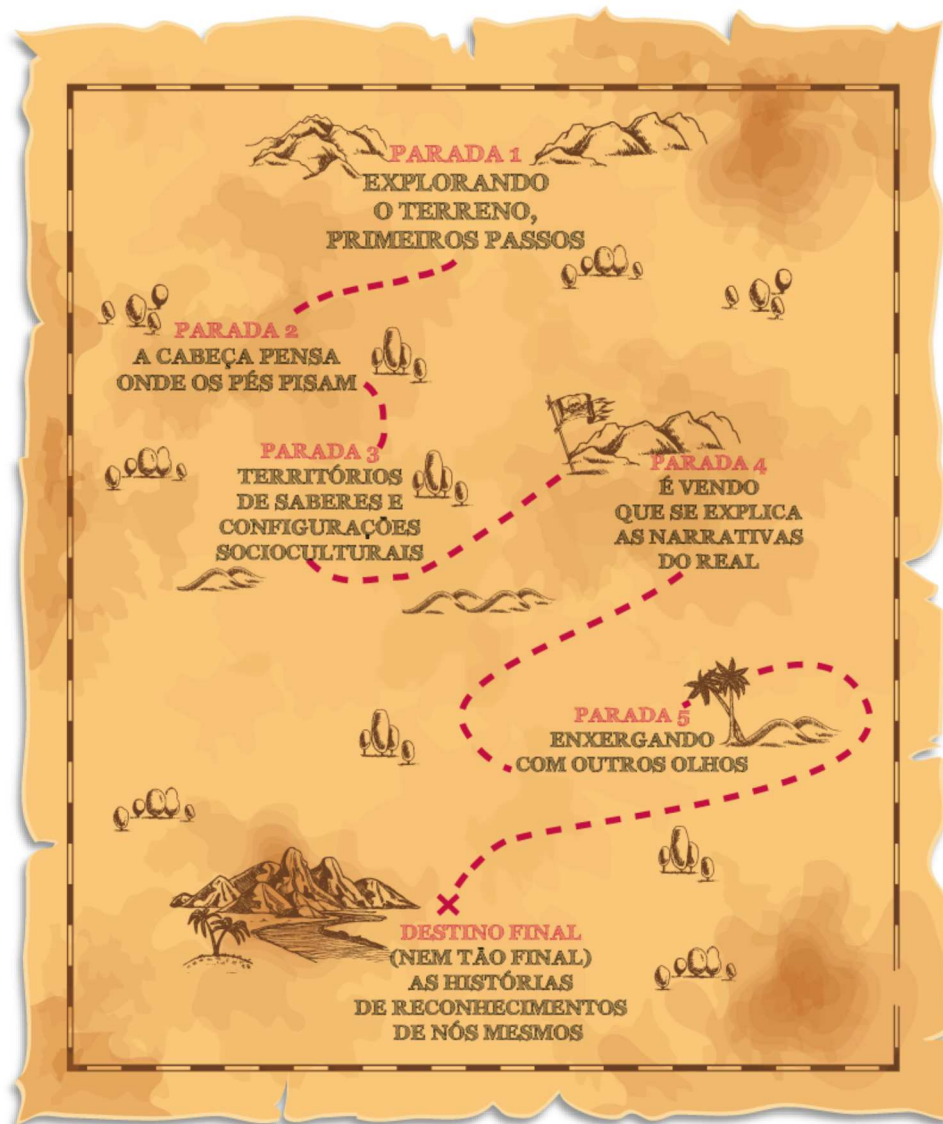 PARADA 1
EXPLORANDO
O TERRENO,
PRIMEIROS PASSOS
PARADA 2
A CABEÇA PENSA
ONDE OS PÉS PISAM
PARADA 3
TERRITÓRIOS
DE SABERES E
CONFIGURAÇÕES
SOCIOCULTURAIS
PARADA 4
É VENDO
QUE SE EXPLICA
AS NARRATIVAS
DO REAL
PARADA 5
ENXERGANDO
COM OUTROS OLHOS
DESTINO FINAL
(NEM TÃO FINAL)
AS HISTÓRIAS
DE RECONHECIMENTOS
DE NÓS MESMOS